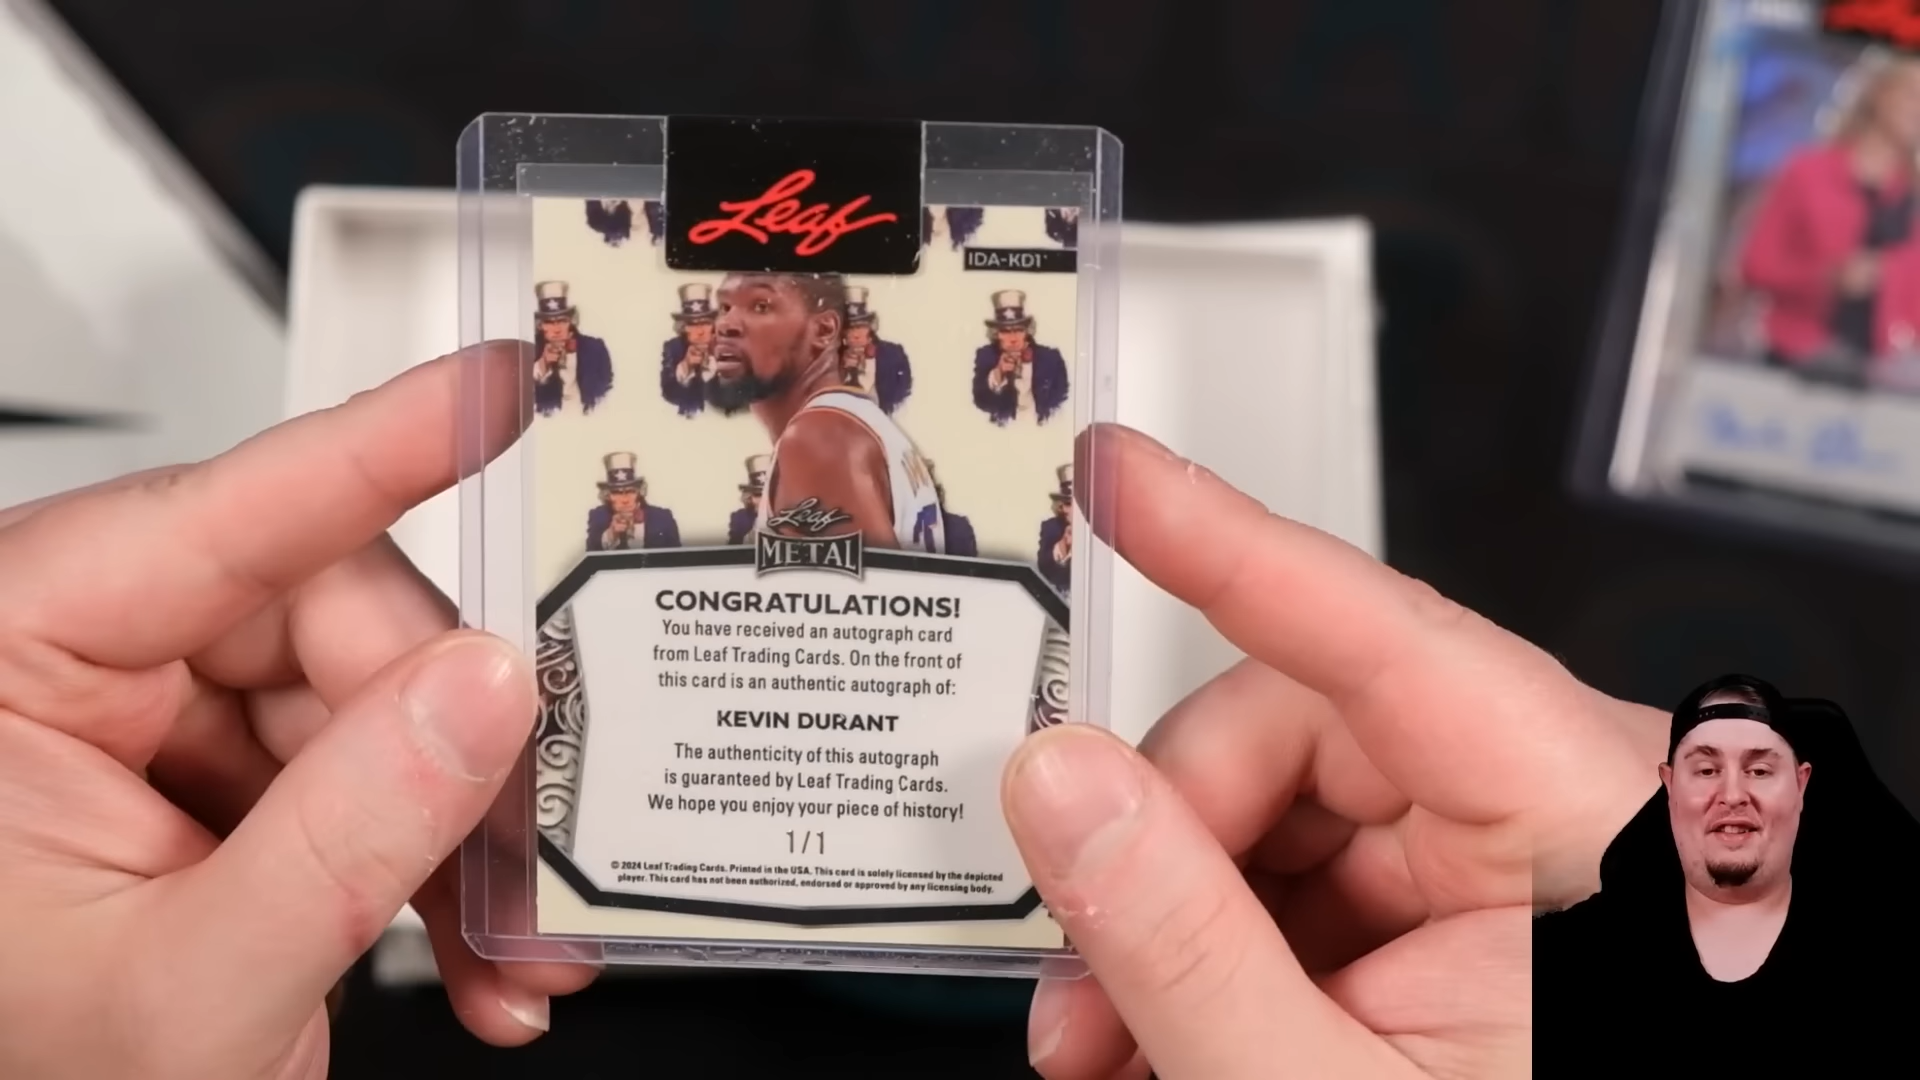 Leaf
IDA-KD1
Leaf
METAL
CONGRATULATIONS!
You have received an autograph card
from Leaf Trading Cards. On the front of
this card is an authentic autograph of:
KEVIN DURANT
The authenticity of this autograph
is guaranteed by Leaf Trading Cards.
We hope you enjoy your piece of history!
1/1
© 2024 Leaf Trading Cards. Printed in the USA. This card is solely licensed by the depicted
player. This card has not been authorized, endorsed or approved by any licensing body.